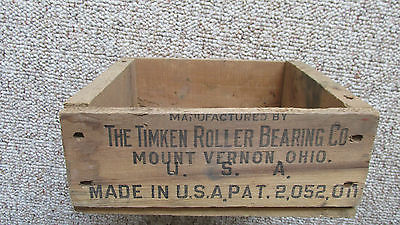 MANUFACTURED BY
THE TIMKEN ROLLER BEARING CO
MOUNT VERNON, OHIO.
U. S. A.
MADE IN U.S.A. PAT. 2,052,011